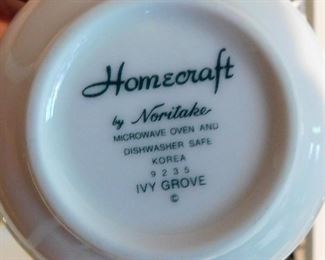 Homecraft
by Noritake
MICROWAVE OVEN AND
DISHWASHER SAFE
KOREA
9235
IVY GROVE
©